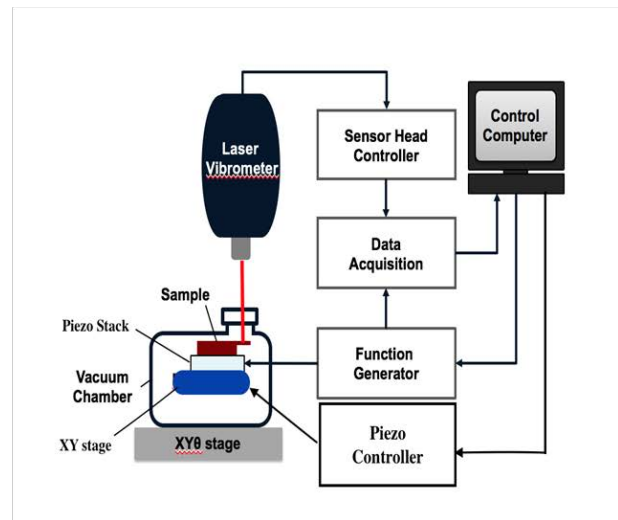 Laser
Vibrometer
Sensor Head
Controller
Control
Computer
Data
Acquisition
Sample
Piezo Stack
Vacuum
Chamber
Function
Generator
XY stage
XYθ stage
Piezo
Controller